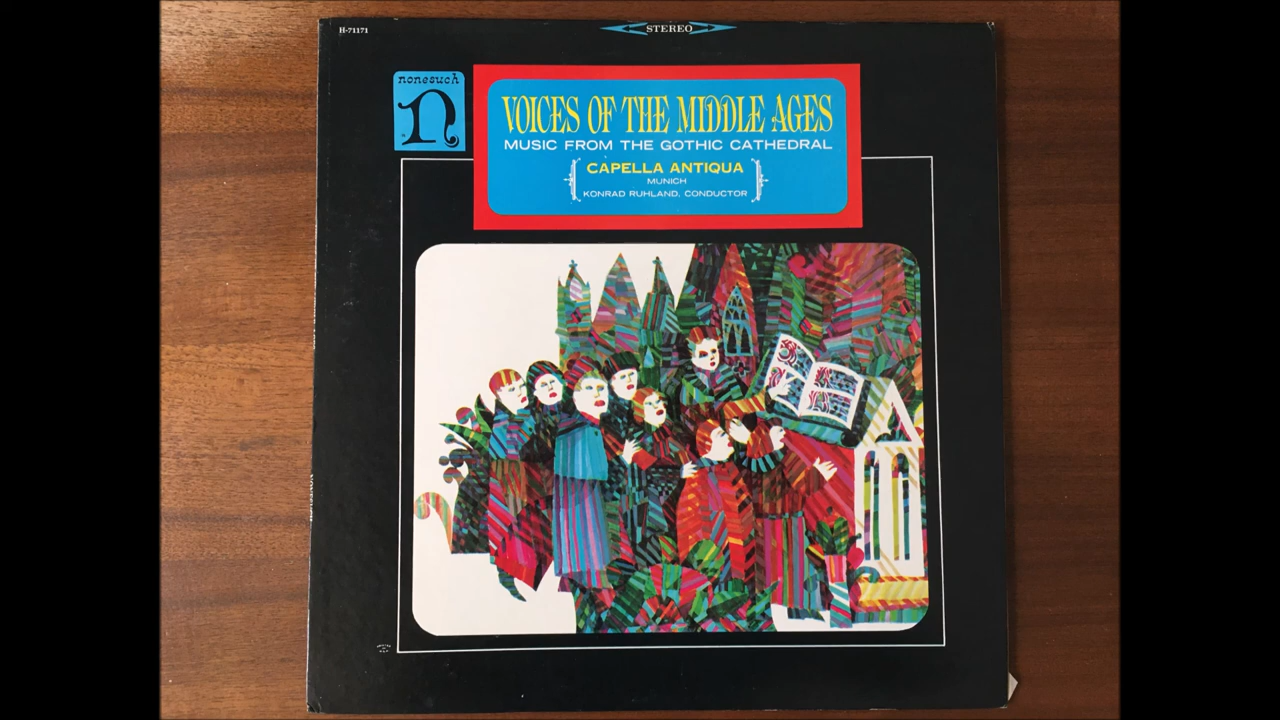 H-71171
STEREO
nonesuch
n
VOICES OF THE MIDDLE AGES
MUSIC FROM THE GOTHIC CATHEDRAL
CAPELLA ANTIQUA
MUNICH
KONRAD RUHLAND, CONDUCTOR